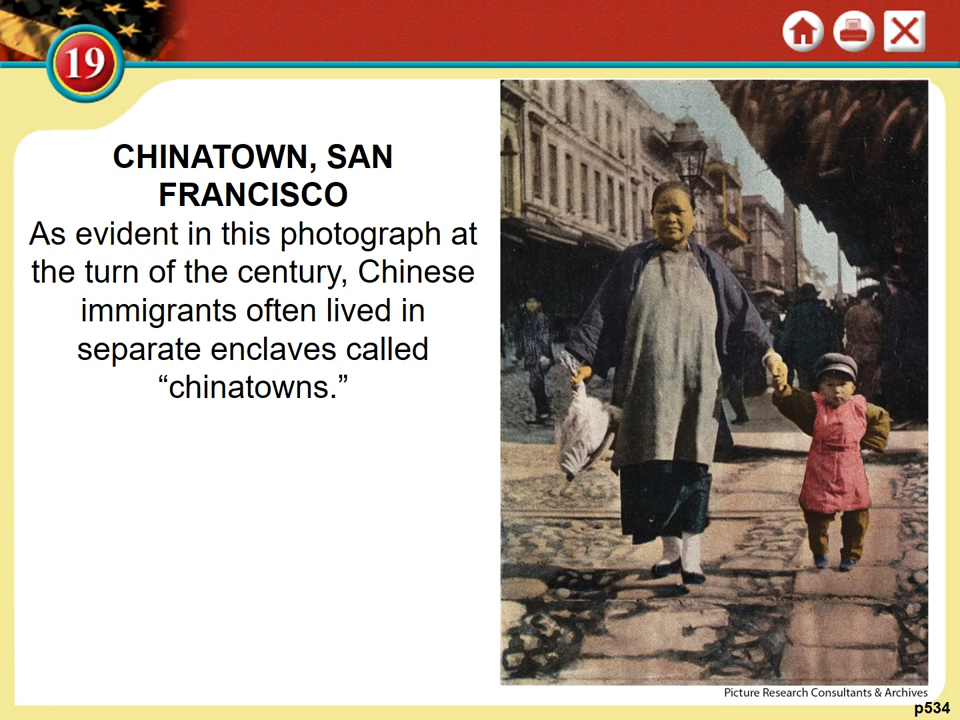 19
CHINATOWN, SAN
FRANCISCO
As evident in this photograph at
the turn of the century, Chinese
immigrants often lived in
separate enclaves called
“chinatowns.”
Picture Research Consultants & Archives
p534